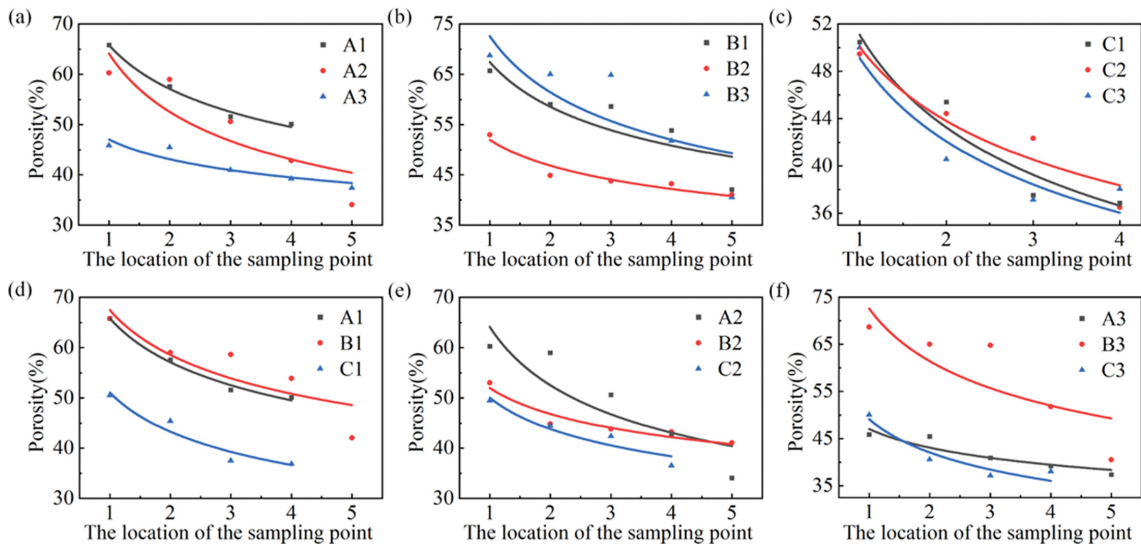 (a)
70
60
50
40
30
Porosity(%)
A1
A2
A3
1 2 3 4 5
The location of the sampling point
(b)
75
65
55
45
35
Porosity(%)
B1
B2
B3
1 2 3 4 5
The location of the sampling point
(c)
52
48
44
40
36
Porosity(%)
C1
C2
C3
1 2 3 4
The location of the sampling point
(d)
70
60
50
40
30
Porosity(%)
A1
B1
C1
1 2 3 4 5
The location of the sampling point
(e)
70
60
50
40
30
Porosity(%)
A2
B2
C2
1 2 3 4 5
The location of the sampling point
(f)
75
65
55
45
35
Porosity(%)
A3
B3
C3
1 2 3 4 5
The location of the sampling point